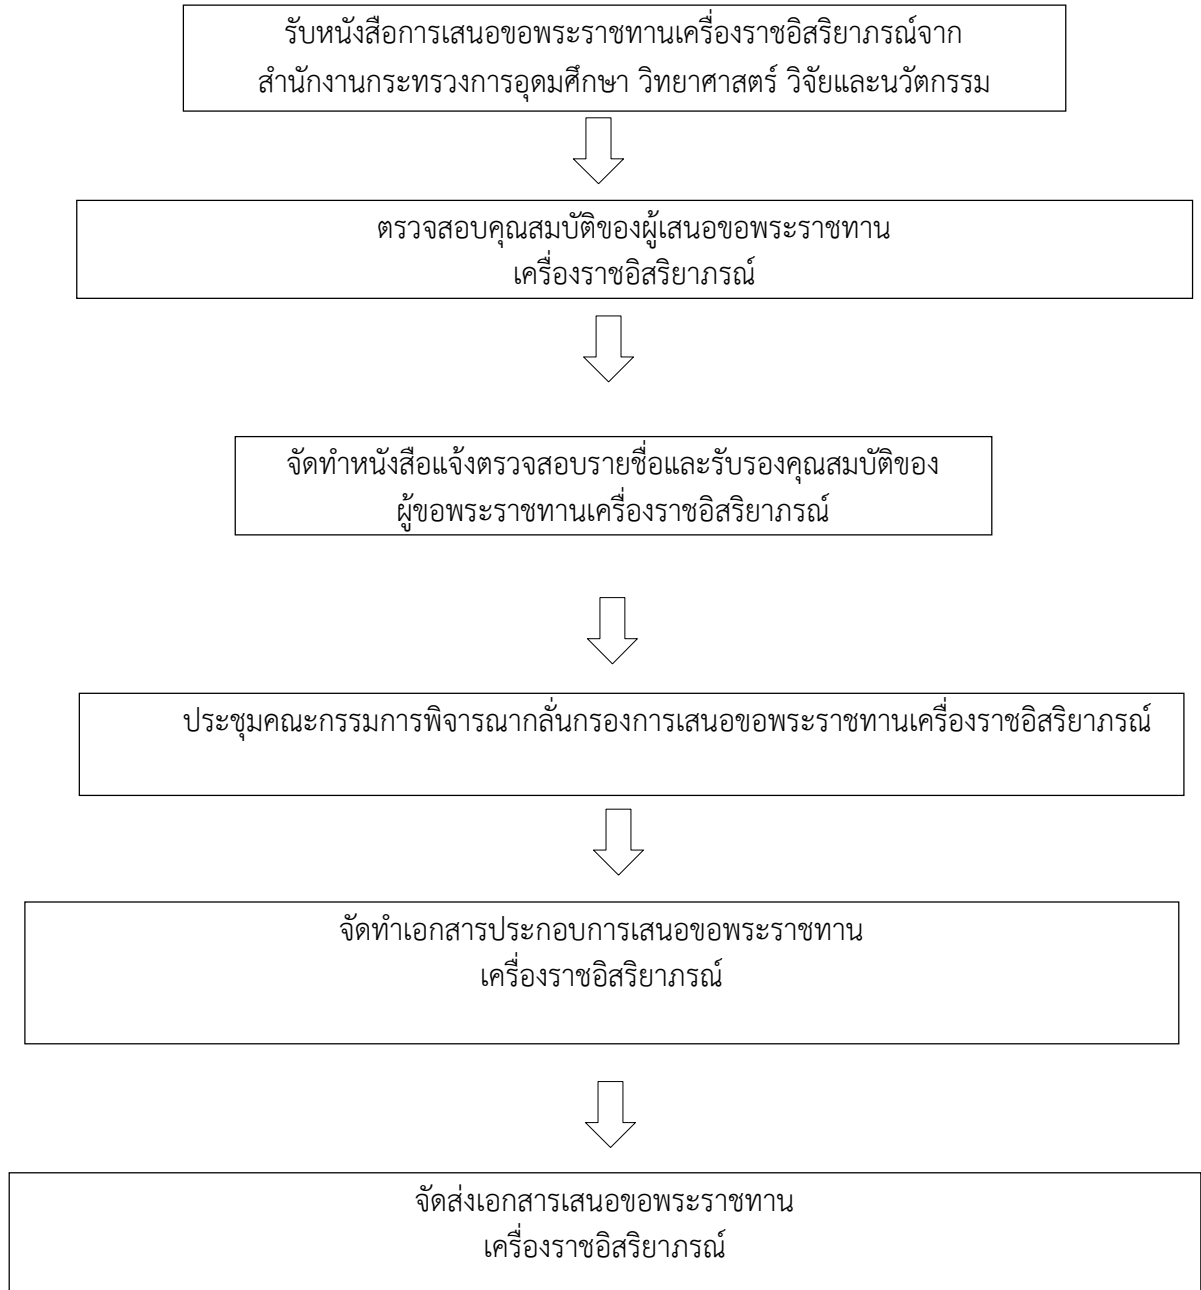 รับหนังสือการเสนอขอพระราชทานเครื่องราชอิสริยาภรณ์จาก
สำนักงานกระทรวงการอุดมศึกษา วิทยาศาสตร์ วิจัยและนวัตกรรม
ตรวจสอบคุณสมบัติของผู้เสนอขอพระราชทาน
เครื่องราชอิสริยาภรณ์
จัดทำหนังสือแจ้งตรวจสอบรายชื่อและรับรองคุณสมบัติของ
ผู้ขอพระราชทานเครื่องราชอิสริยาภรณ์
ประชุมคณะกรรมการพิจารณากลั่นกรองการเสนอขอพระราชทานเครื่องราชอิสริยาภรณ์
จัดทำเอกสารประกอบการเสนอขอพระราชทาน
เครื่องราชอิสริยาภรณ์
จัดส่งเอกสารเสนอขอพระราชทาน
เครื่องราชอิสริยาภรณ์